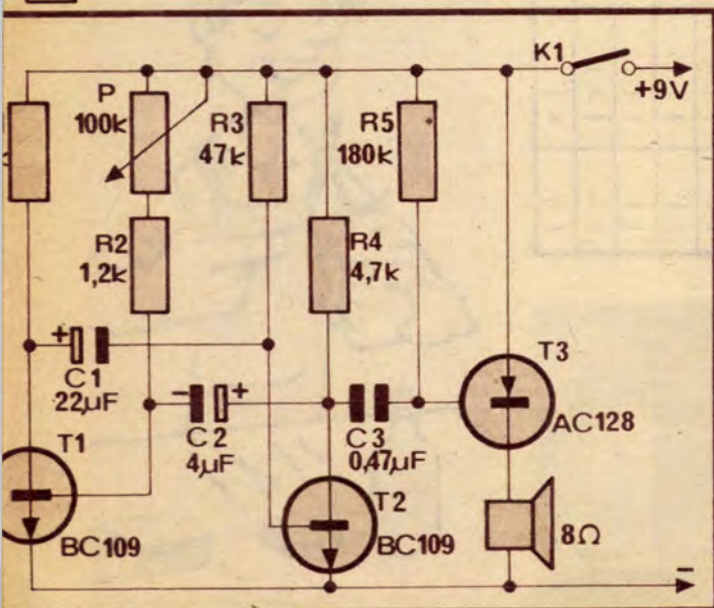 K1
+9V
P
100k
R3
47k
R5
180k
R2
1,2k
R4
4,7k
+
C1
22µF
-
+
C2
4µF
C3
0,47µF
T3
AC128
T1
BC109
T2
BC109
8Ω
-